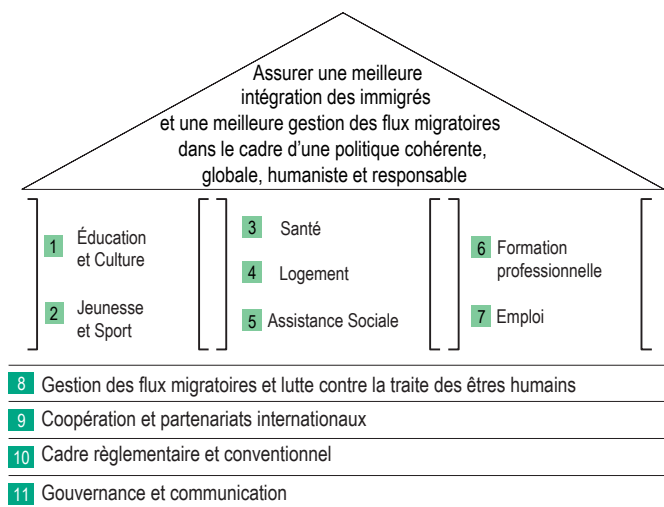 Assurer une meilleure
intégration des immigrés
et une meilleure gestion des flux migratoires
dans le cadre d'une politique cohérente,
globale, humaniste et responsable
1 Éducation
et Culture
2 Jeunesse
et Sport
3 Santé
4 Logement
5 Assistance Sociale
6 Formation
professionnelle
7 Emploi
8 Gestion des flux migratoires et lutte contre la traite des êtres humains
9 Coopération et partenariats internationaux
10 Cadre règlementaire et conventionnel
11 Gouvernance et communication